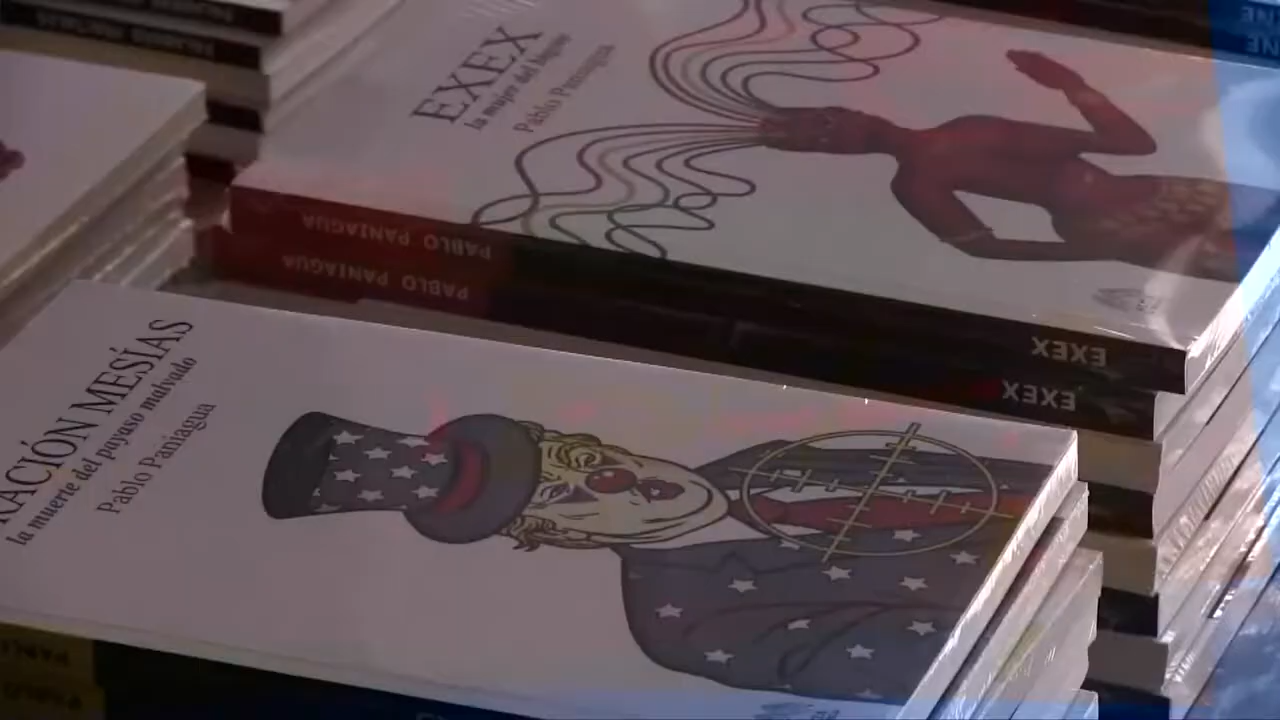 EXEX
la mujer del bigote
Pablo Paniagua
PABLO PANIAGUA
EXEX
PABLO PANIAGUA
EXEX
RACIÓN MESÍAS
la muerte del payaso malvado
Pablo Paniagua